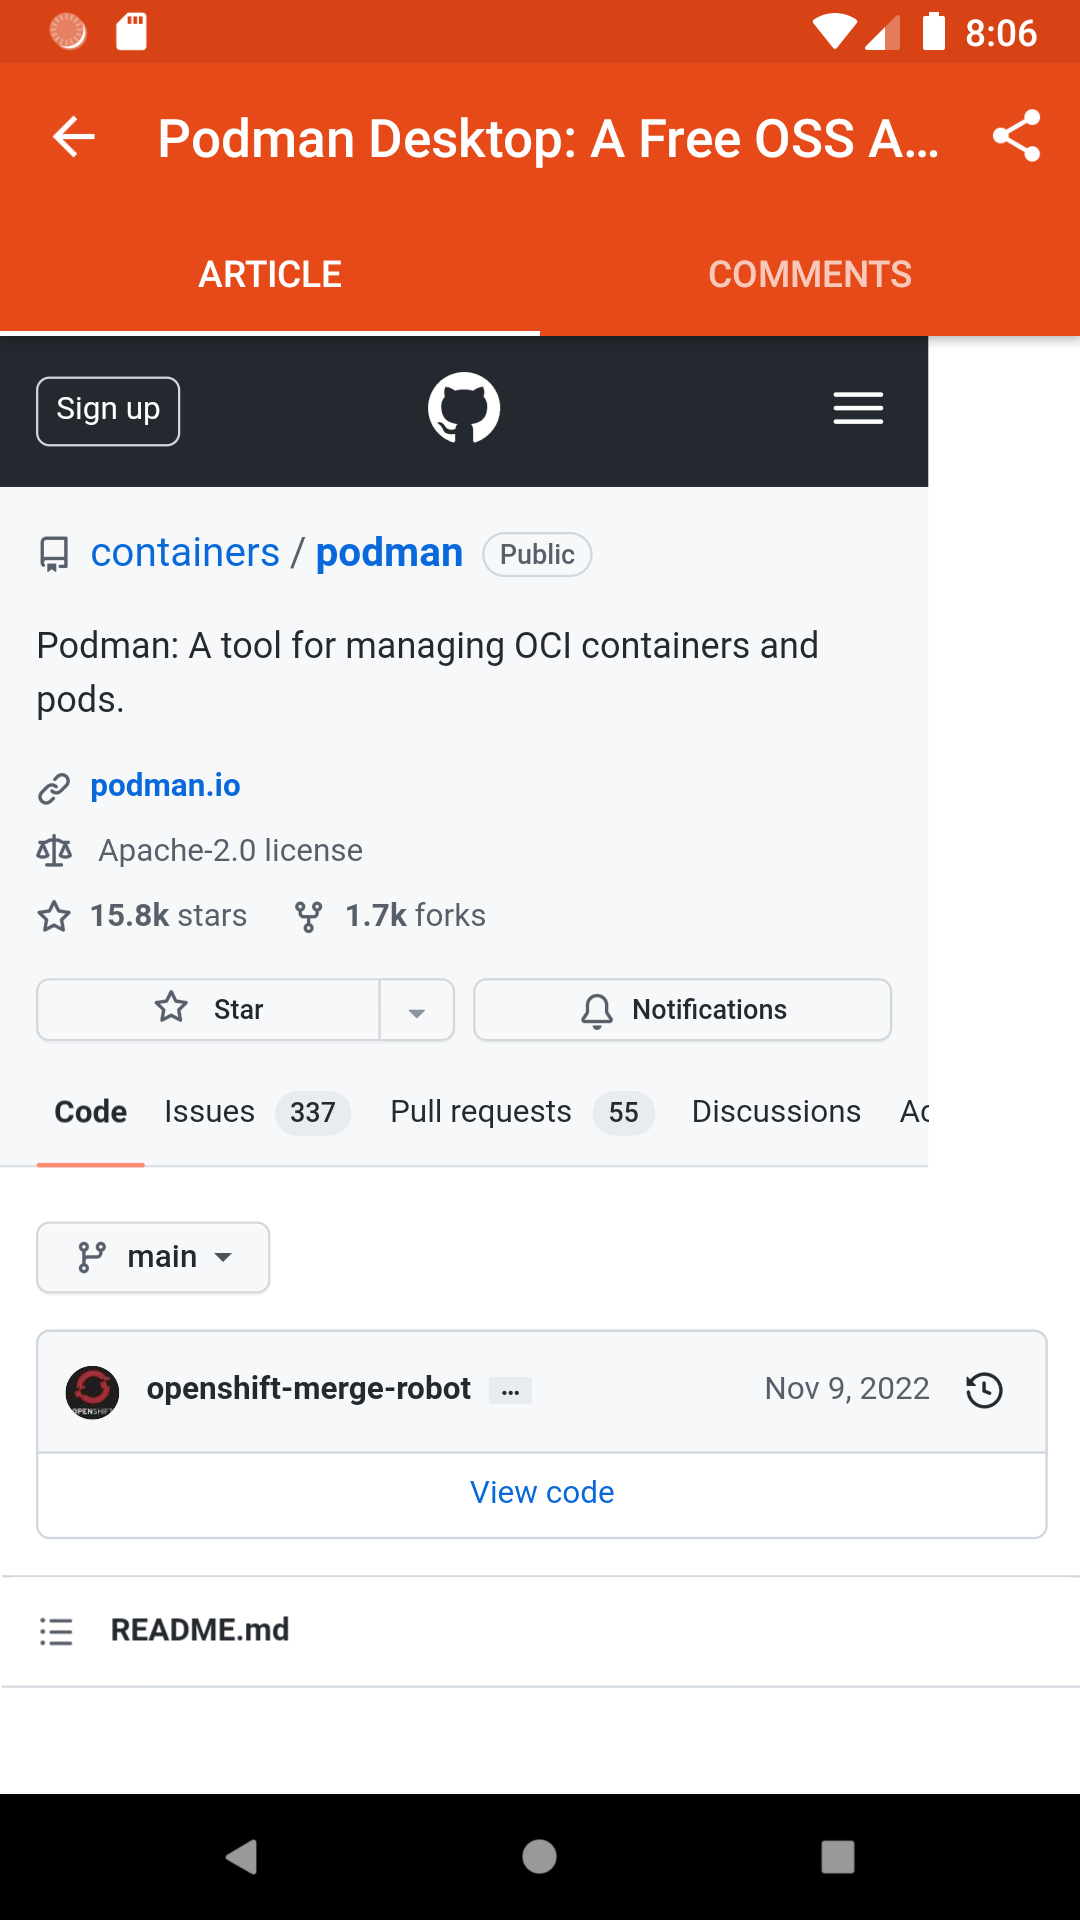 8:06
Podman Desktop: A Free OSS A...
ARTICLE
COMMENTS
Sign up
containers / podman Public
Podman: A tool for managing OCI containers and
pods.
podman.io
Apache-2.0 license
15.8k stars 1.7k forks
Star
Notifications
Code Issues 337 Pull requests 55 Discussions Ac
main
OPENSHIFT
openshift-merge-robot ... Nov 9, 2022
View code
README.md